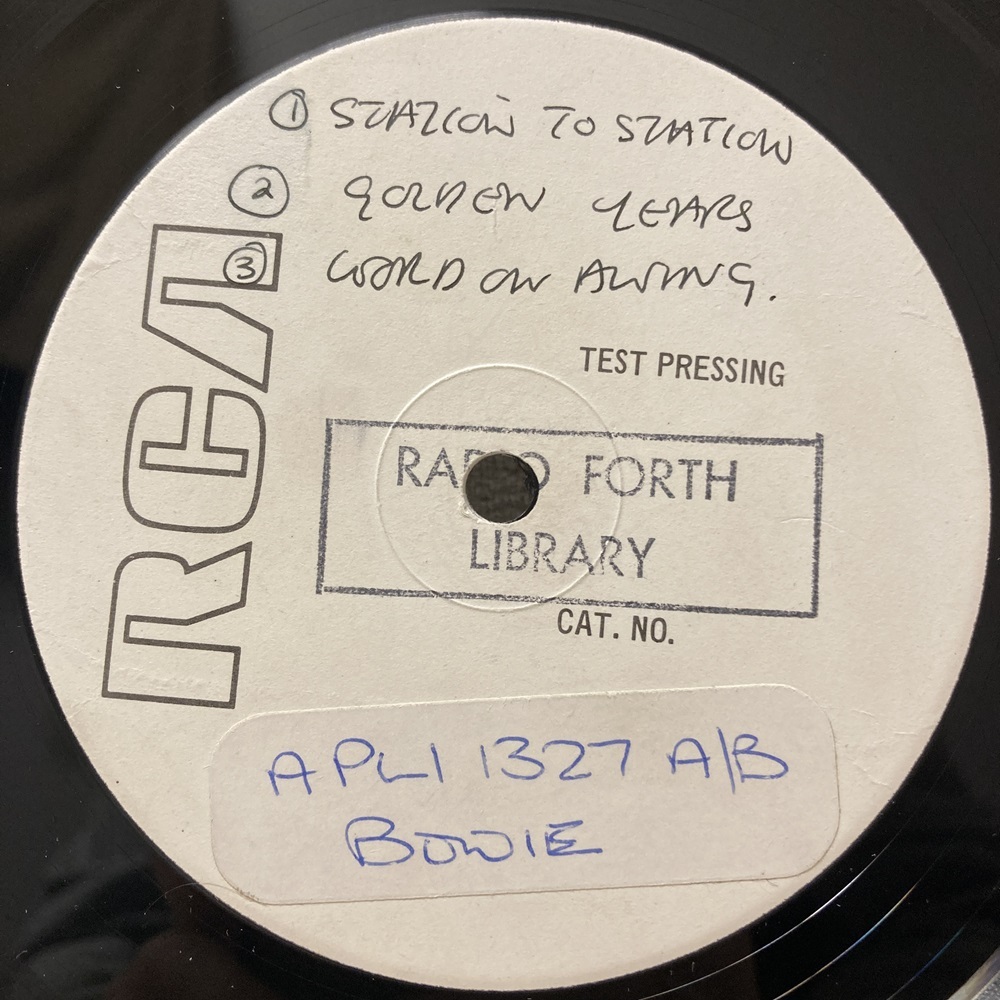 ① STATION TO STATION
② GOLDEN YEARS
③ WORD ON A WING.
RCA
TEST PRESSING
RADIO FORTH
LIBRARY
CAT. NO.
APL1 1327 A/B
BOWIE